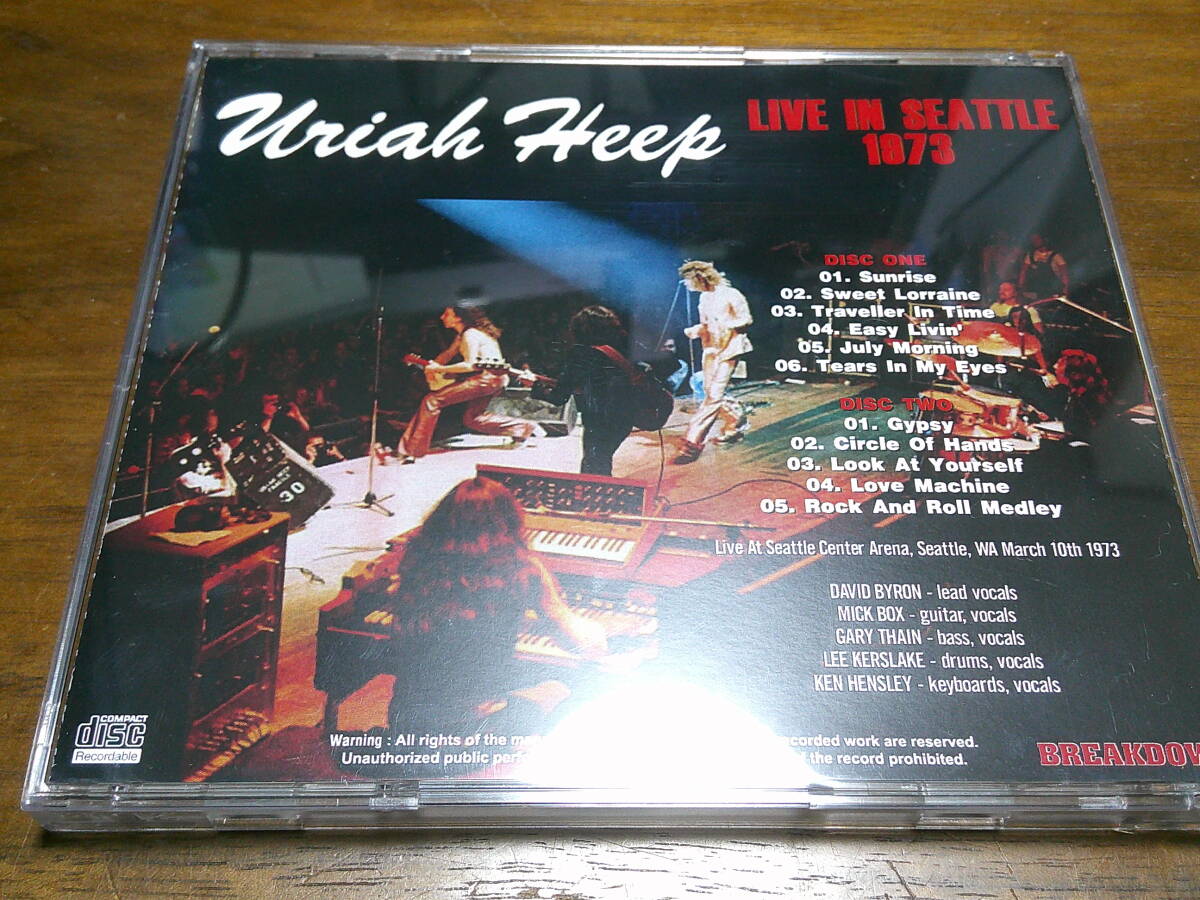 Uriah Heep
LIVE IN SEATTLE
1973
DISC ONE
01. Sunrise
02. Sweet Lorraine
03. Traveller In Time
04. Easy Livin'
05. July Morning
06. Tears In My Eyes
DISC TWO
01. Gypsy
02. Circle Of Hands
03. Look At Yourself
04. Love Machine
05. Rock And Roll Medley
Live At Seattle Center Arena, Seattle, WA March 10th 1973
DAVID BYRON - lead vocals
MICK BOX - guitar, vocals
GARY THAIN - bass, vocals
LEE KERSLAKE - drums, vocals
KEN HENSLEY - keyboards, vocals
30
COMPACT
disc
Recordable
Warning : All rights of the recorded work are reserved.
Unauthorized public of the record prohibited.
BREAKDOW